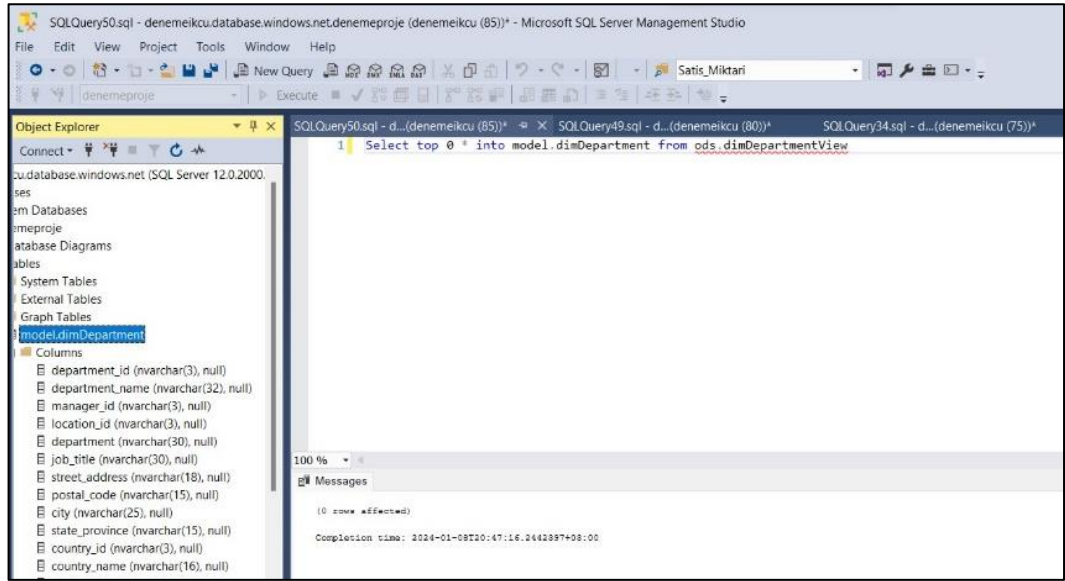 SQLQuery50.sql - denemeikcu.database.windows.net.denemeproje (denemeikcu (85))* - Microsoft SQL Server Management Studio
File Edit View Project Tools Window Help
New Query Satis_Miktari
denemeproje Execute
Object Explorer
Connect
cu.database.windows.net (SQL Server 12.0.2000.
ses
em Databases
emeproje
atabase Diagrams
ables
System Tables
External Tables
Graph Tables
model.dimDepartment
Columns
department_id (nvarchar(3), null)
department_name (nvarchar(32), null)
manager_id (nvarchar(3), null)
location_id (nvarchar(3), null)
department (nvarchar(30), null)
job_title (nvarchar(30), null)
street_address (nvarchar(18), null)
postal_code (nvarchar(15), null)
city (nvarchar(25), null)
state_province (nvarchar(15), null)
country_id (nvarchar(3), null)
country_name (nvarchar(16), null)
SQLQuery50.sql - d...(denemeikcu (85))* SQLQuery49.sql - d...(denemeikcu (80))* SQLQuery34.sql - d...(denemeikcu (75))*
1 Select top 0 * into model.dimDepartment from ods.dimDepartmentView
100 %
Messages
(0 rows affected)
Completion time: 2024-01-08T20:47:16.2442897+03:00